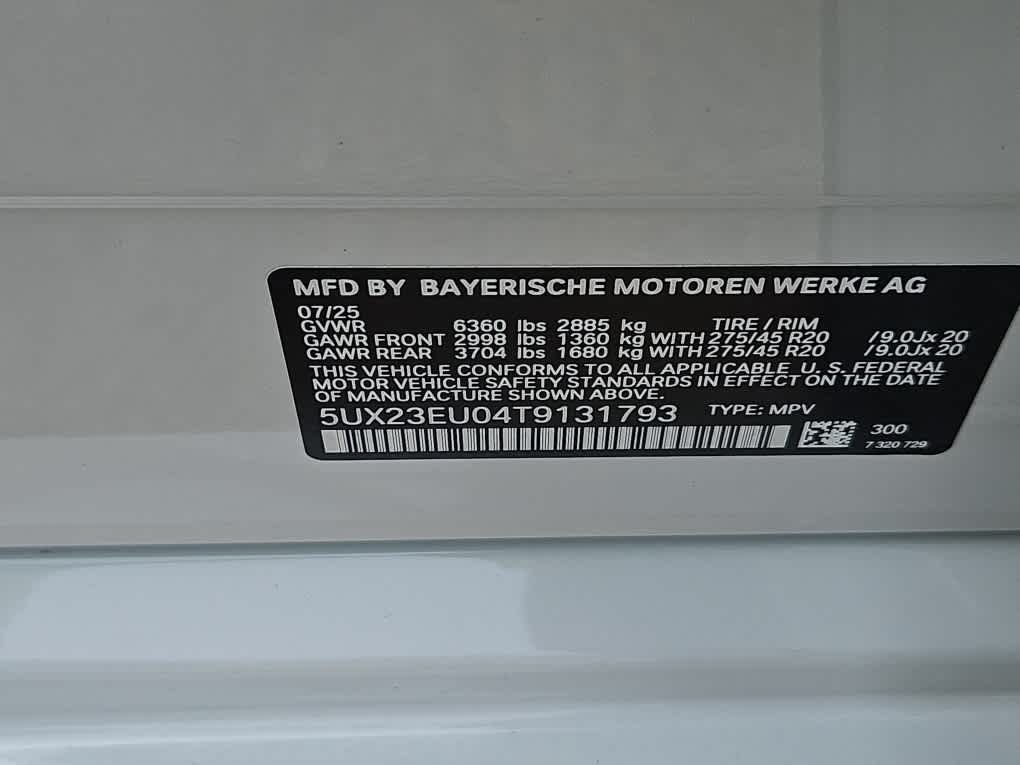 MFD BY BAYERISCHE MOTOREN WERKE AG
07/25
GVWR 6360 lbs 2885 kg TIRE / RIM
GAWR FRONT 2998 lbs 1360 kg WITH 275/45 R20 / 9.0Jx 20
GAWR REAR 3704 lbs 1680 kg WITH 275/45 R20 / 9.0Jx 20
THIS VEHICLE CONFORMS TO ALL APPLICABLE U. S. FEDERAL
MOTOR VEHICLE SAFETY STANDARDS IN EFFECT ON THE DATE
OF MANUFACTURE SHOWN ABOVE.
5UX23EU04T9131793 TYPE: MPV
300
7 320 729